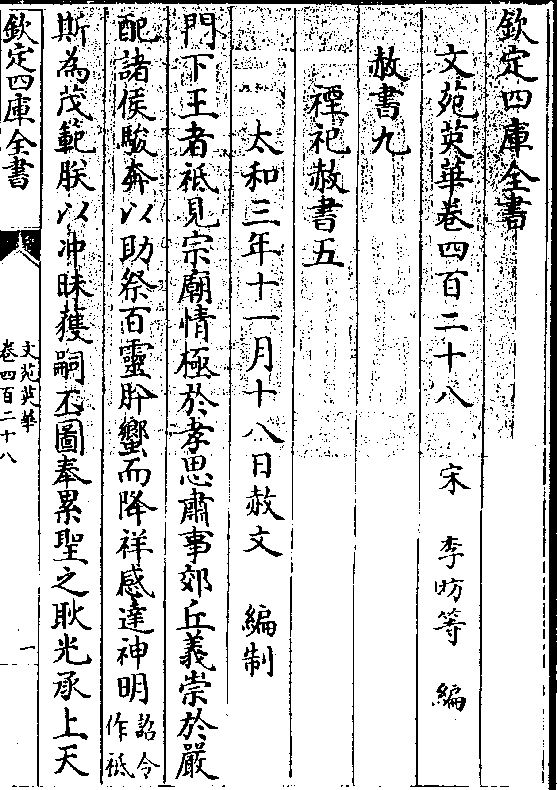 欽定四庫全書
文苑英華卷四百二十八
宋 李昉等 編
赦書九
禋祀赦書五
太和三年十一月十八日赦文 編制
門下王者祗見宗廟情極於孝思肅事郊丘義崇於嚴
配諸侯駿奔以助祭百靈肹蠁而降祥感達神明詔令作祗
斯為茂範朕以冲昧獲嗣丕圖奉累聖之耿光承上天
欽定四庫全書
文苑英華
卷四百二十八
一